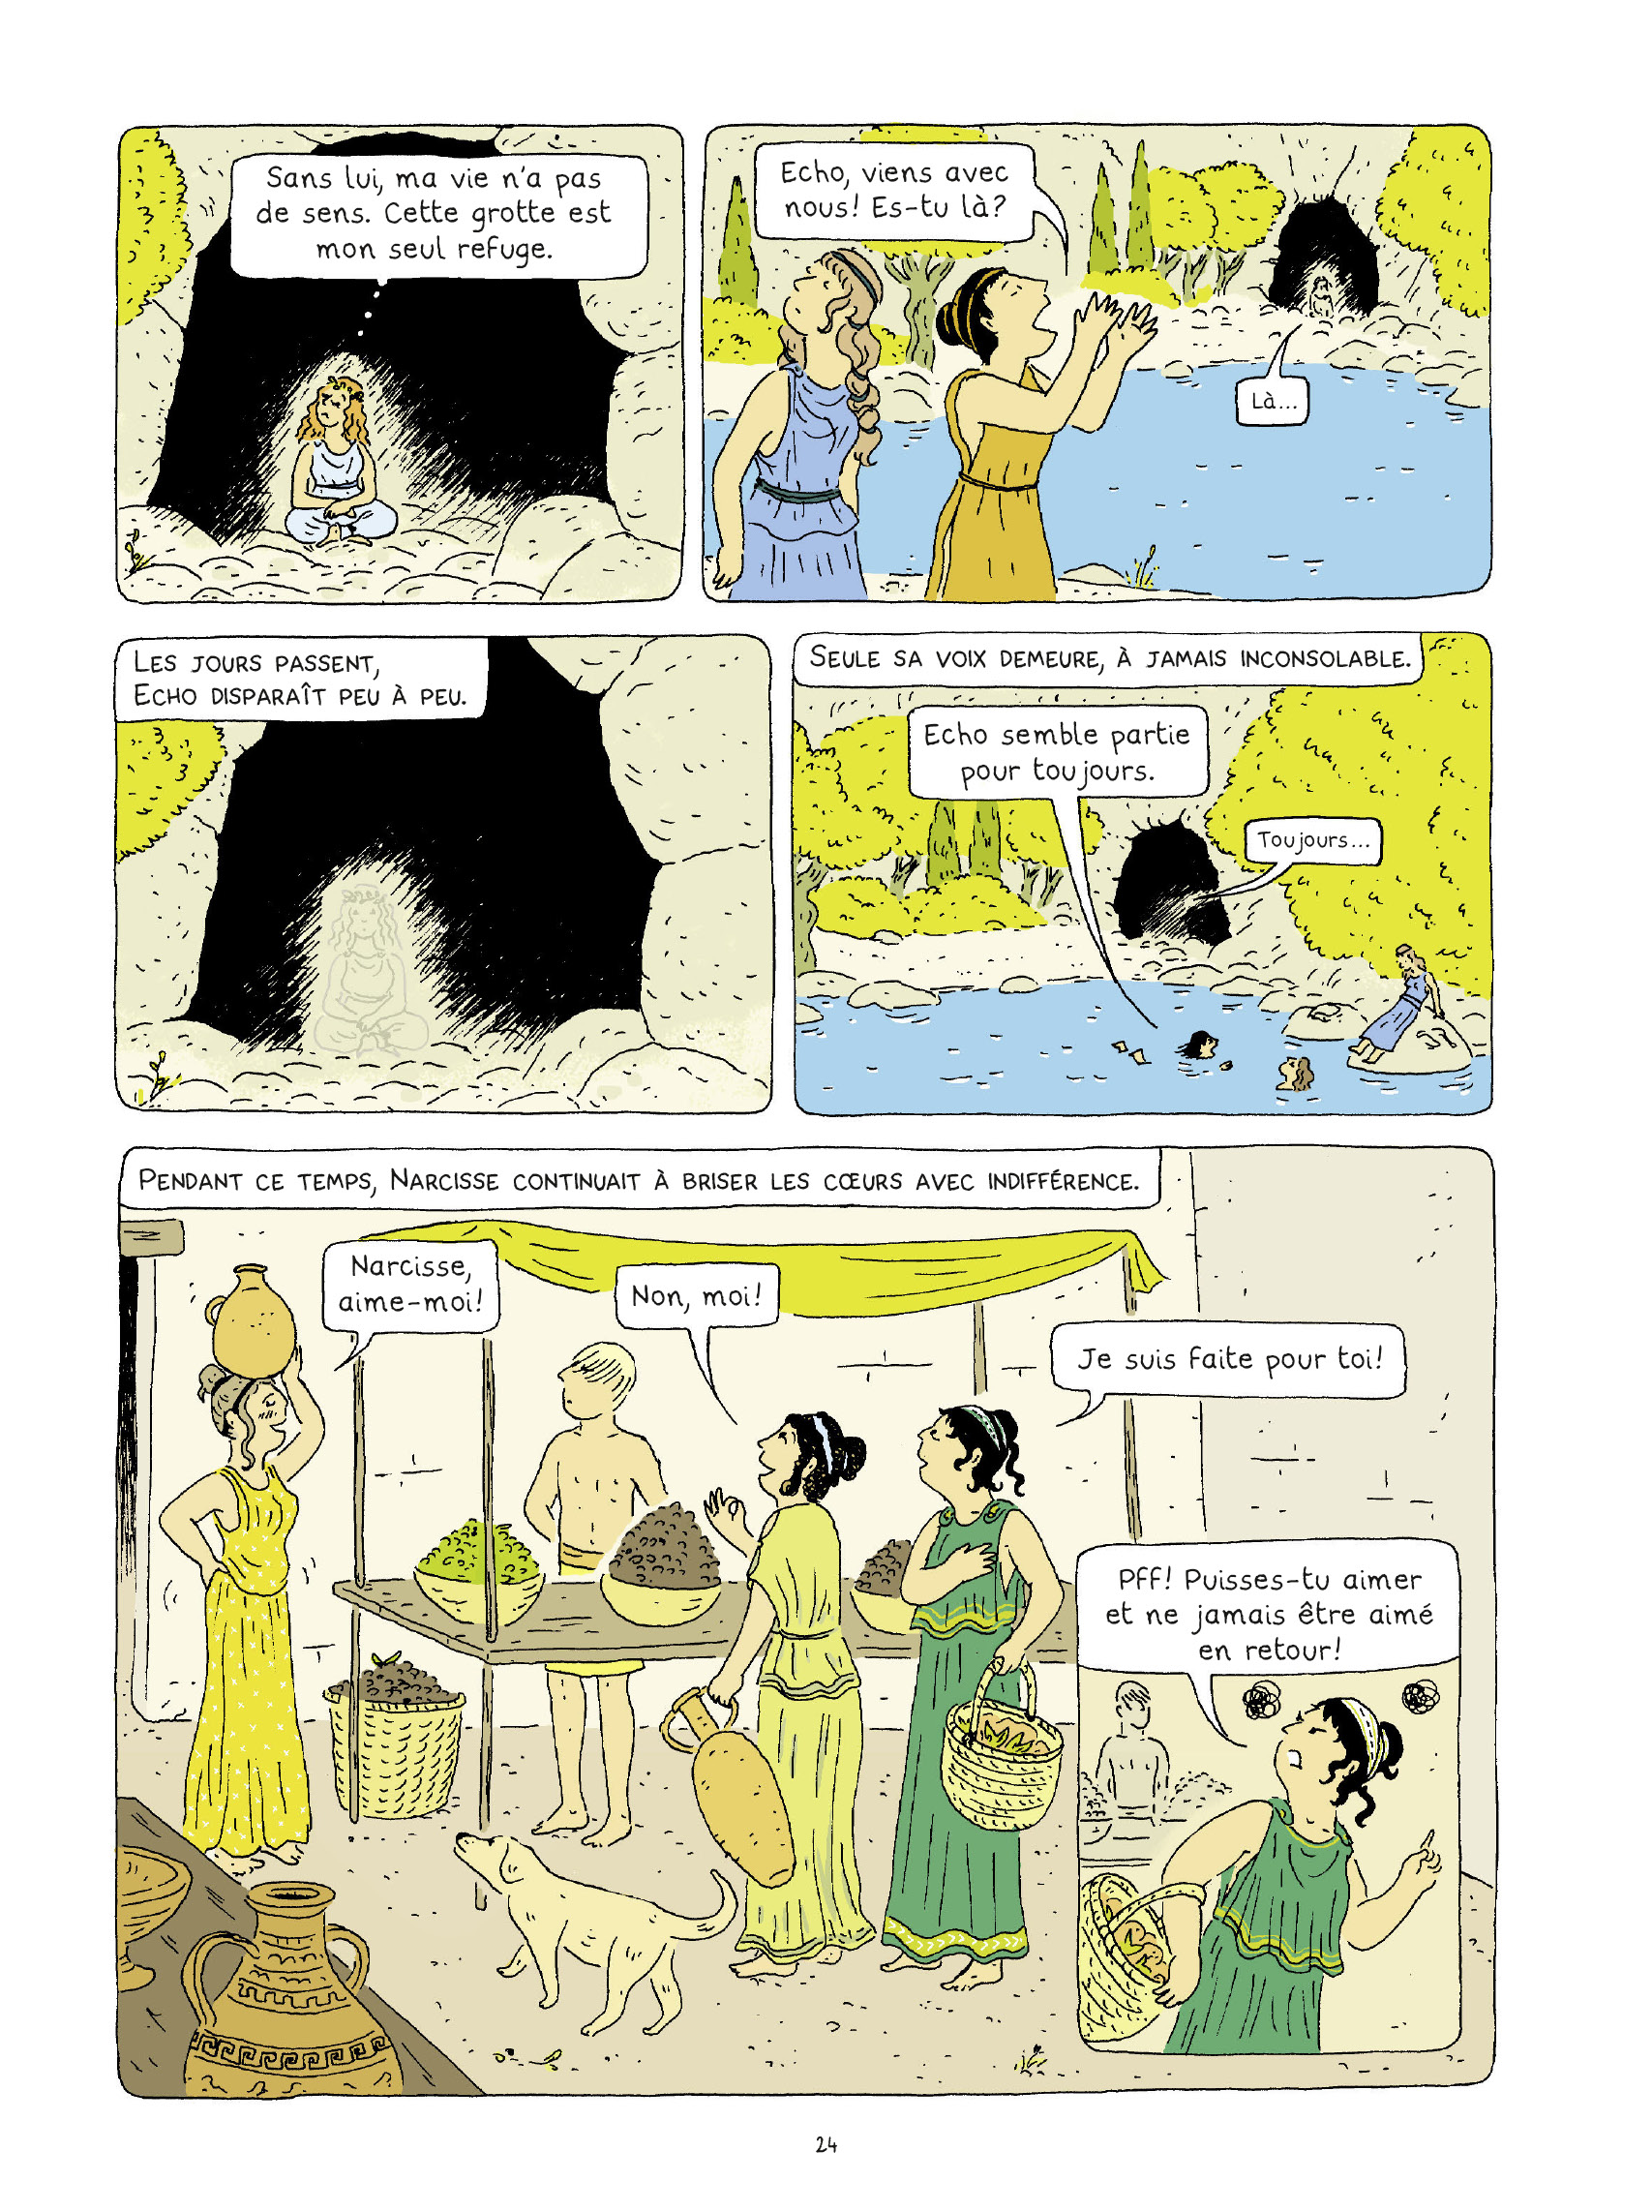 Sans lui, ma vie n'a pas
de sens. Cette grotte est
mon seul refuge.
Echo, viens avec
nous! Es-tu là?
Là...
LES JOURS PASSENT,
ECHO DISPARAÎT PEU À PEU.
SEULE SA VOIX DEMEURE, À JAMAIS INCONSOLABLE.
Echo semble partie
pour toujours.
Toujours...
PENDANT CE TEMPS, NARCISSE CONTINUAIT À BRISER LES CŒURS AVEC INDIFFÉRENCE.
Narcisse,
aime-moi!
Non, moi!
Je suis faite pour toi!
Pff! Puisses-tu aimer
et ne jamais être aimé
en retour!
24